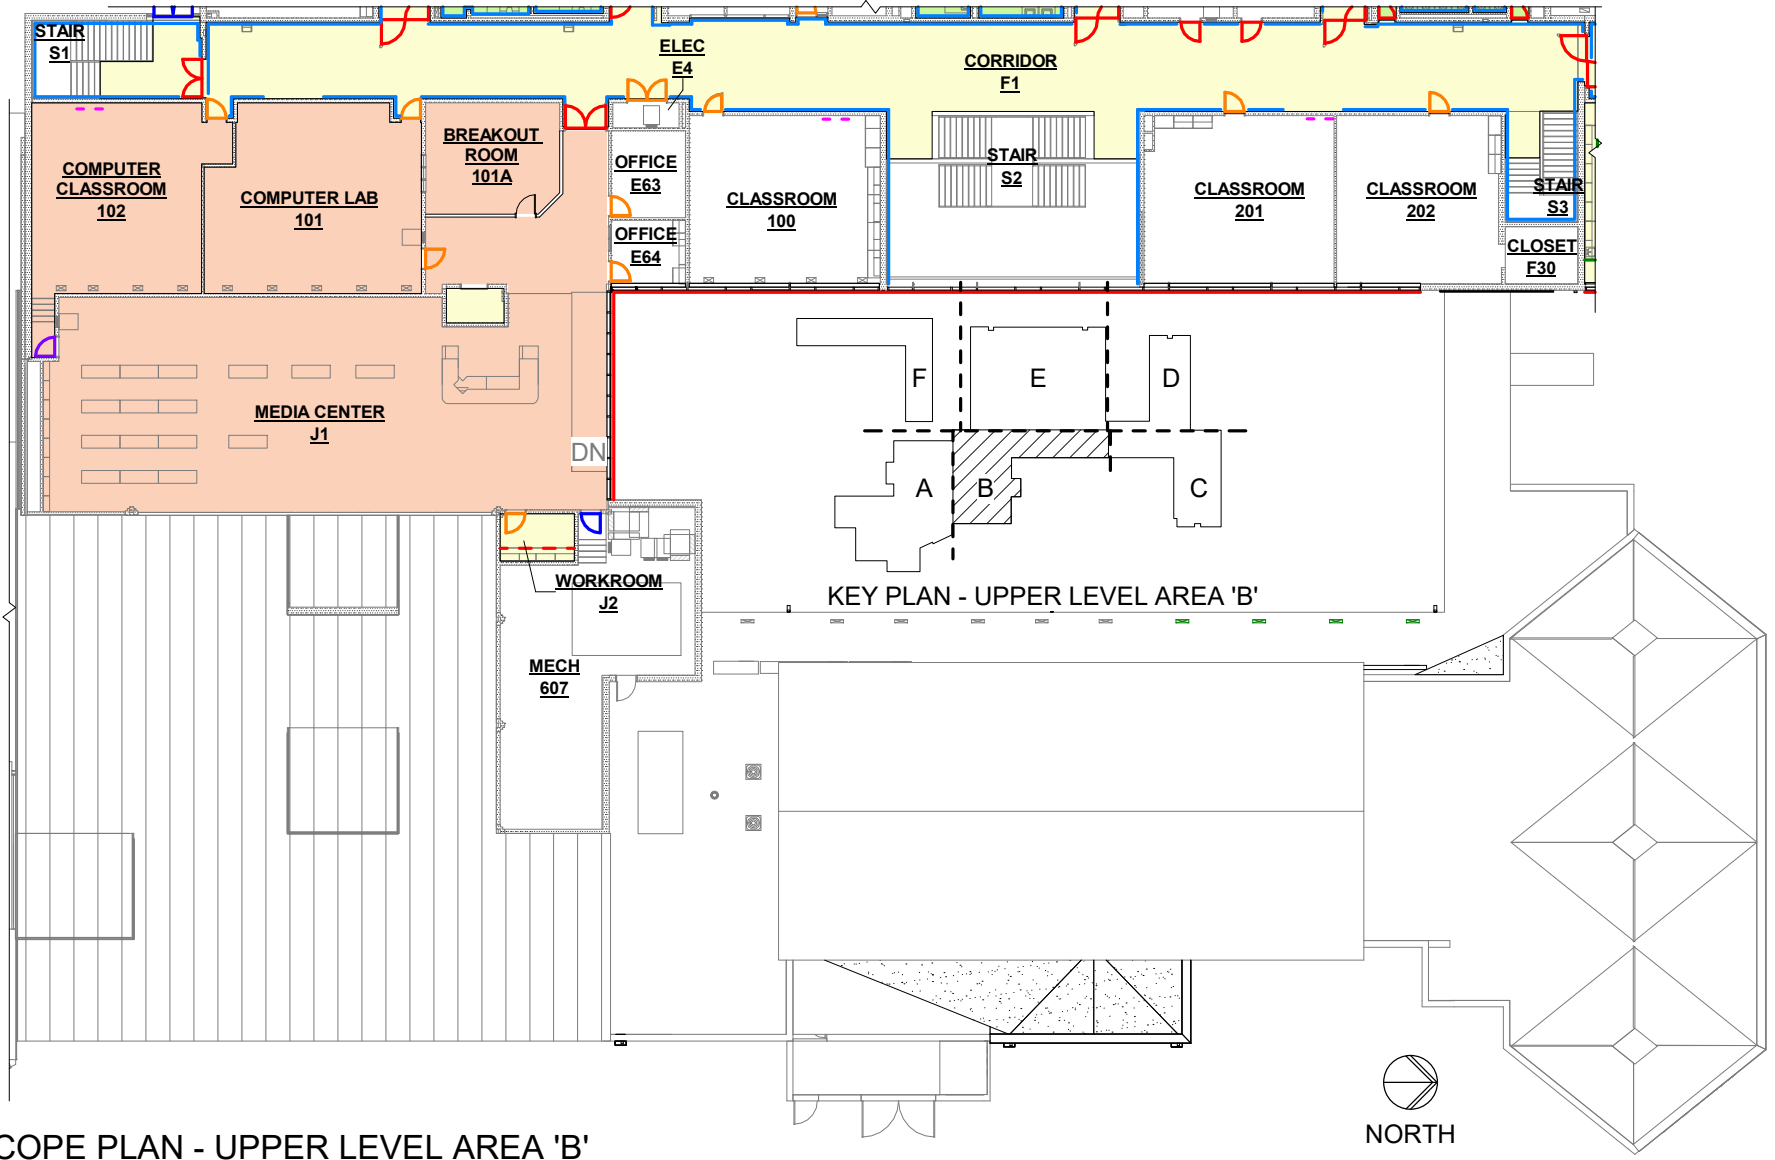 STAIR
S1
ELEC
E4
CORRIDOR
F1
COMPUTER
CLASSROOM
102
COMPUTER LAB
101
BREAKOUT
ROOM
101A
OFFICE
E63
OFFICE
E64
CLASSROOM
100
STAIR
S2
CLASSROOM
201
CLASSROOM
202
STAIR
S3
CLOSET
F30
MEDIA CENTER
J1
DN
F
E
D
A
B
C
KEY PLAN - UPPER LEVEL AREA 'B'
WORKROOM
J2
MECH
607
NORTH
COPE PLAN - UPPER LEVEL AREA 'B'